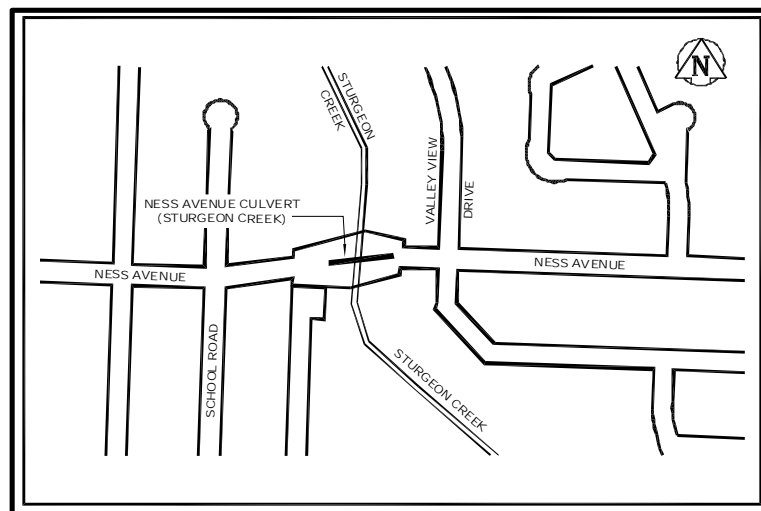 N
STURGEON
CREEK
VALLEY VIEW
DRIVE
NESS AVENUE CULVERT
(STURGEON CREEK)
NESS AVENUE
NESS AVENUE
SCHOOL ROAD
STURGEON CREEK